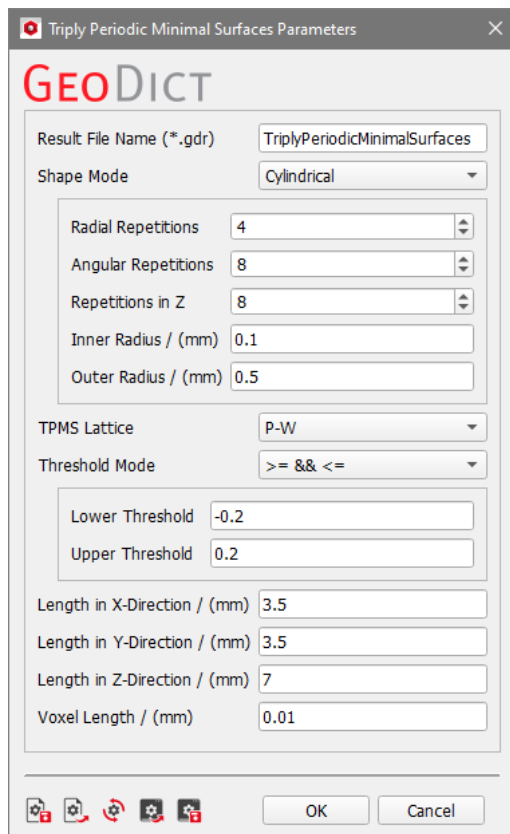 Triply Periodic Minimal Surfaces Parameters
GEODICT
Result File Name (*.gdr) TriplyPeriodicMinimalSurfaces
Shape Mode Cylindrical
Radial Repetitions 4
Angular Repetitions 8
Repetitions in Z 8
Inner Radius / (mm) 0.1
Outer Radius / (mm) 0.5
TPMS Lattice P-W
Threshold Mode >= && <=
Lower Threshold -0.2
Upper Threshold 0.2
Length in X-Direction / (mm) 3.5
Length in Y-Direction / (mm) 3.5
Length in Z-Direction / (mm) 7
Voxel Length / (mm) 0.01
OK Cancel